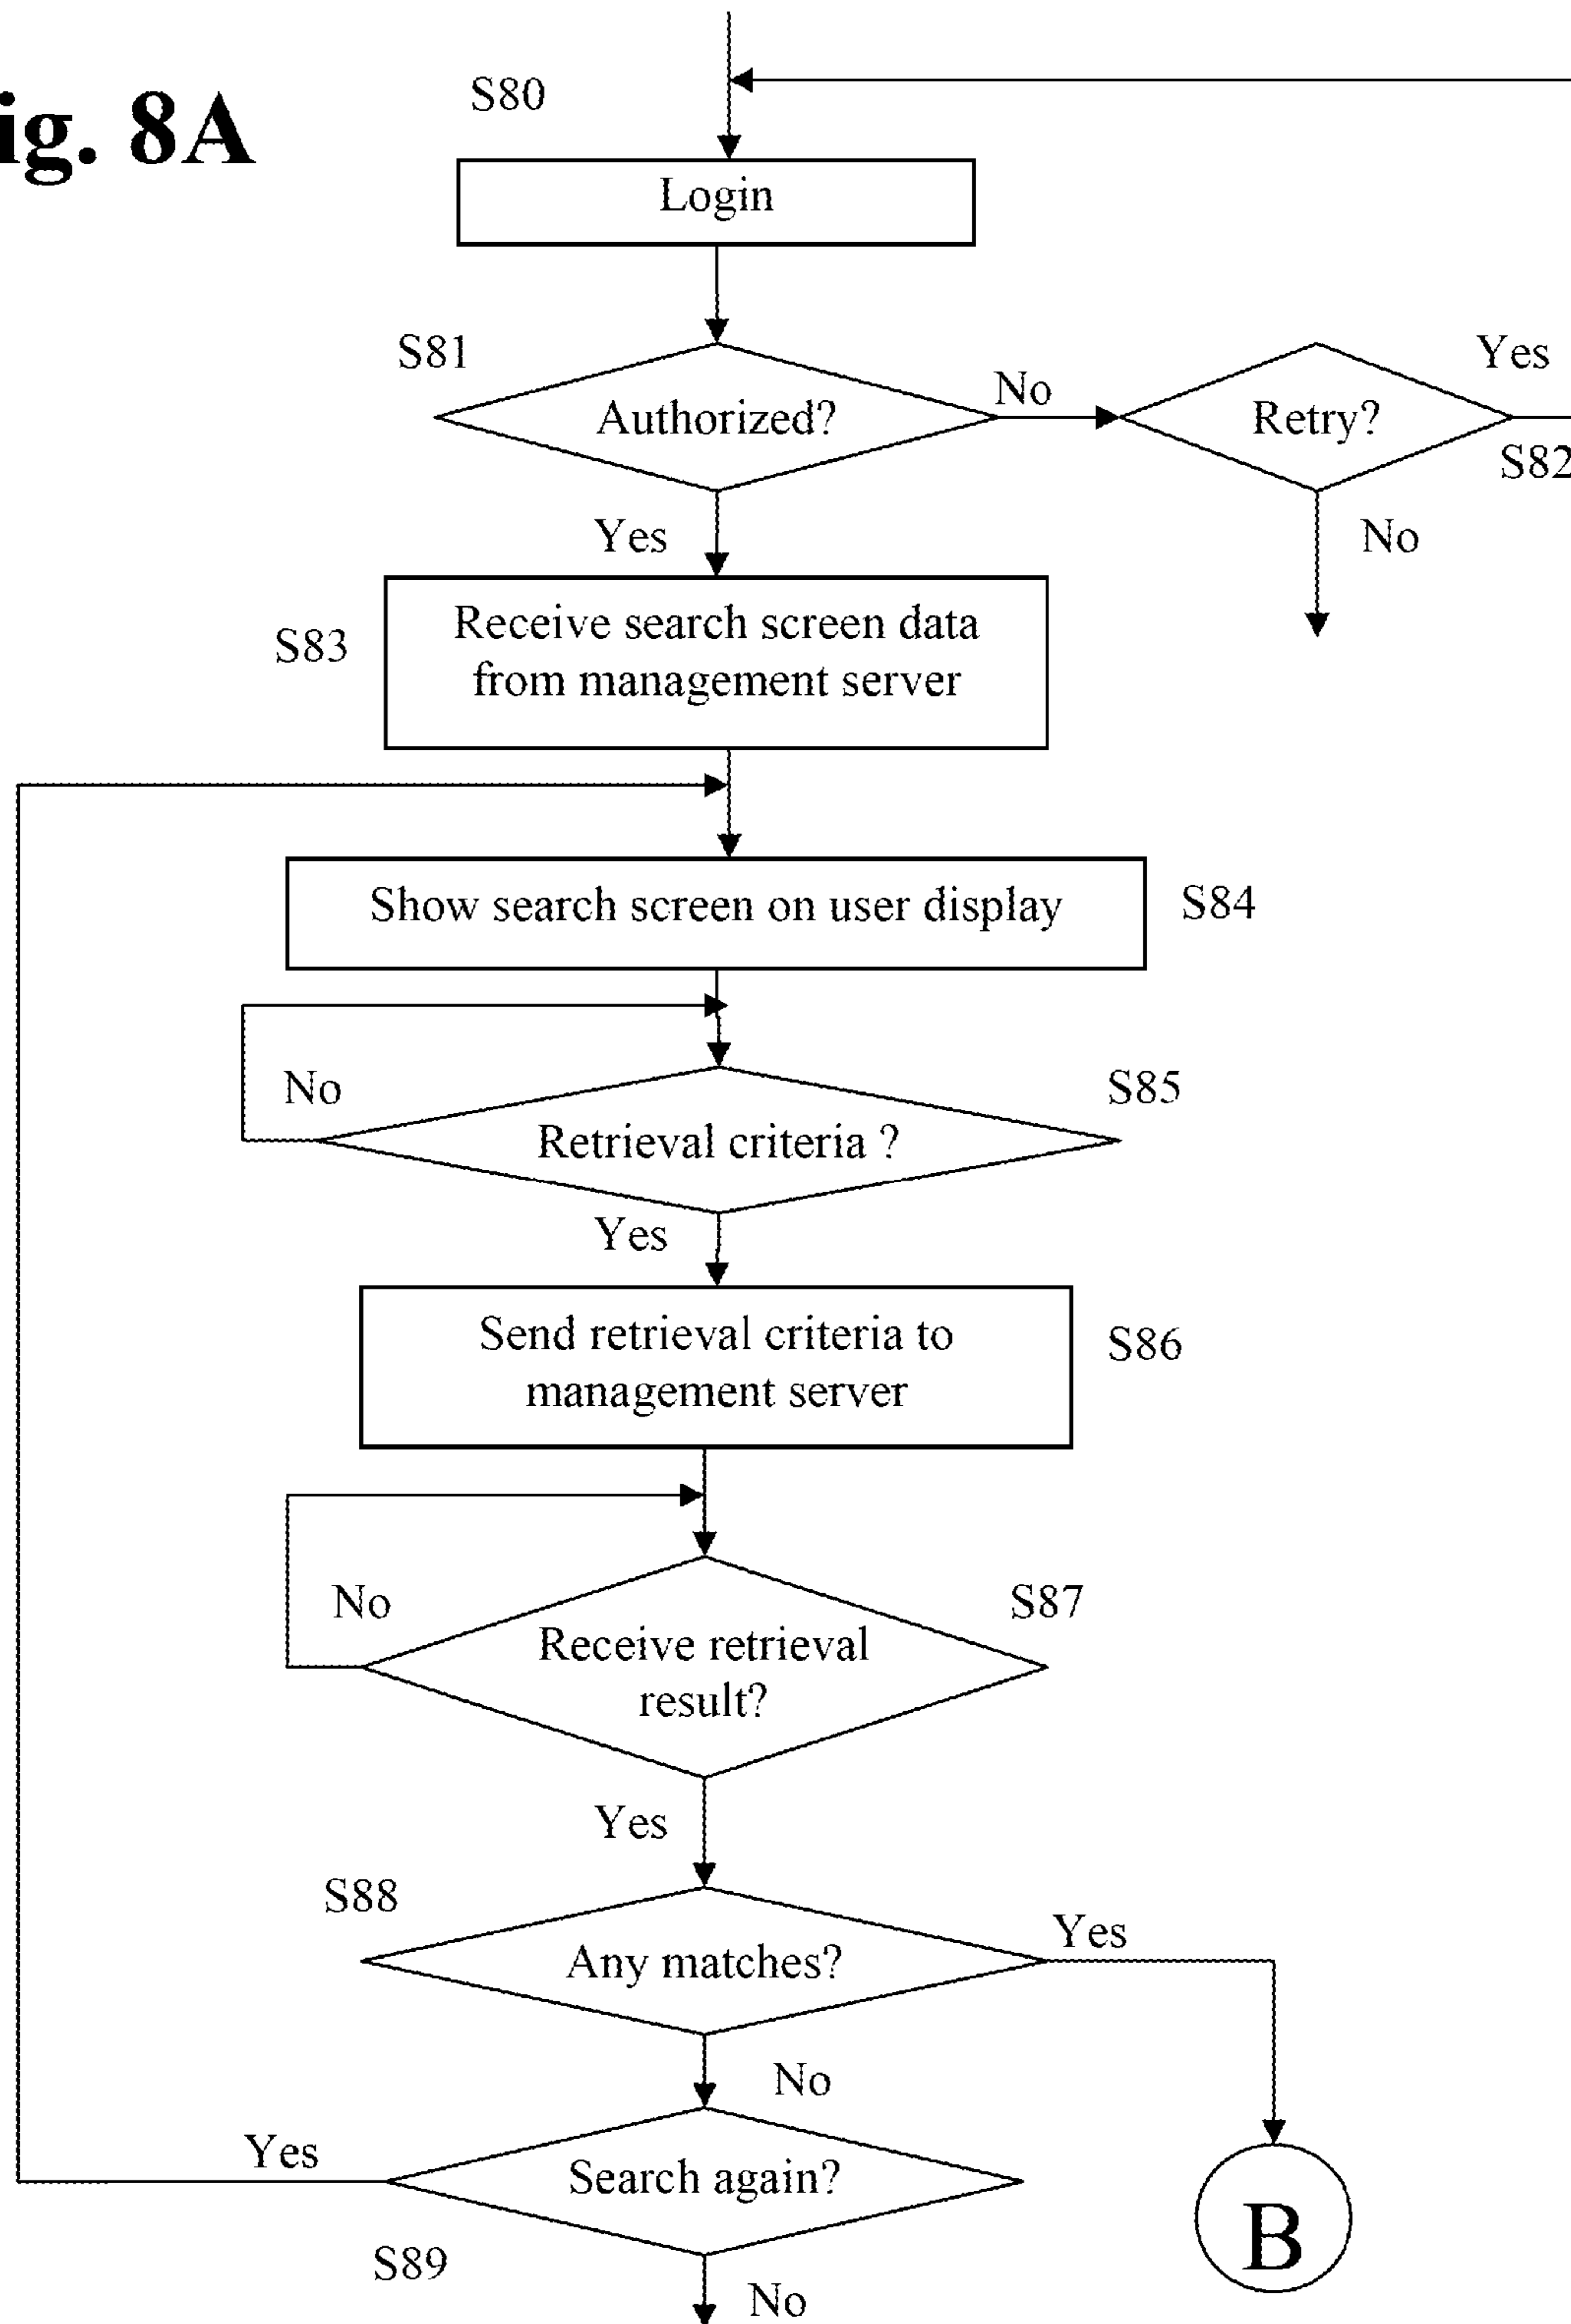 S80
ig. 8A
Login
S81
Yes
No
Authorized?
Retry?
S82
Yes
No
Receive search screen data
from management server
S83
Show search screen on user display
S84
No
S85
Retrieval criteria ?
Yes
Send retrieval criteria to
management server
S86
No
S87
Receive retrieval
result?
Yes
S88
Yes
Any matches?
No
Yes
Search again?
B
S89
No